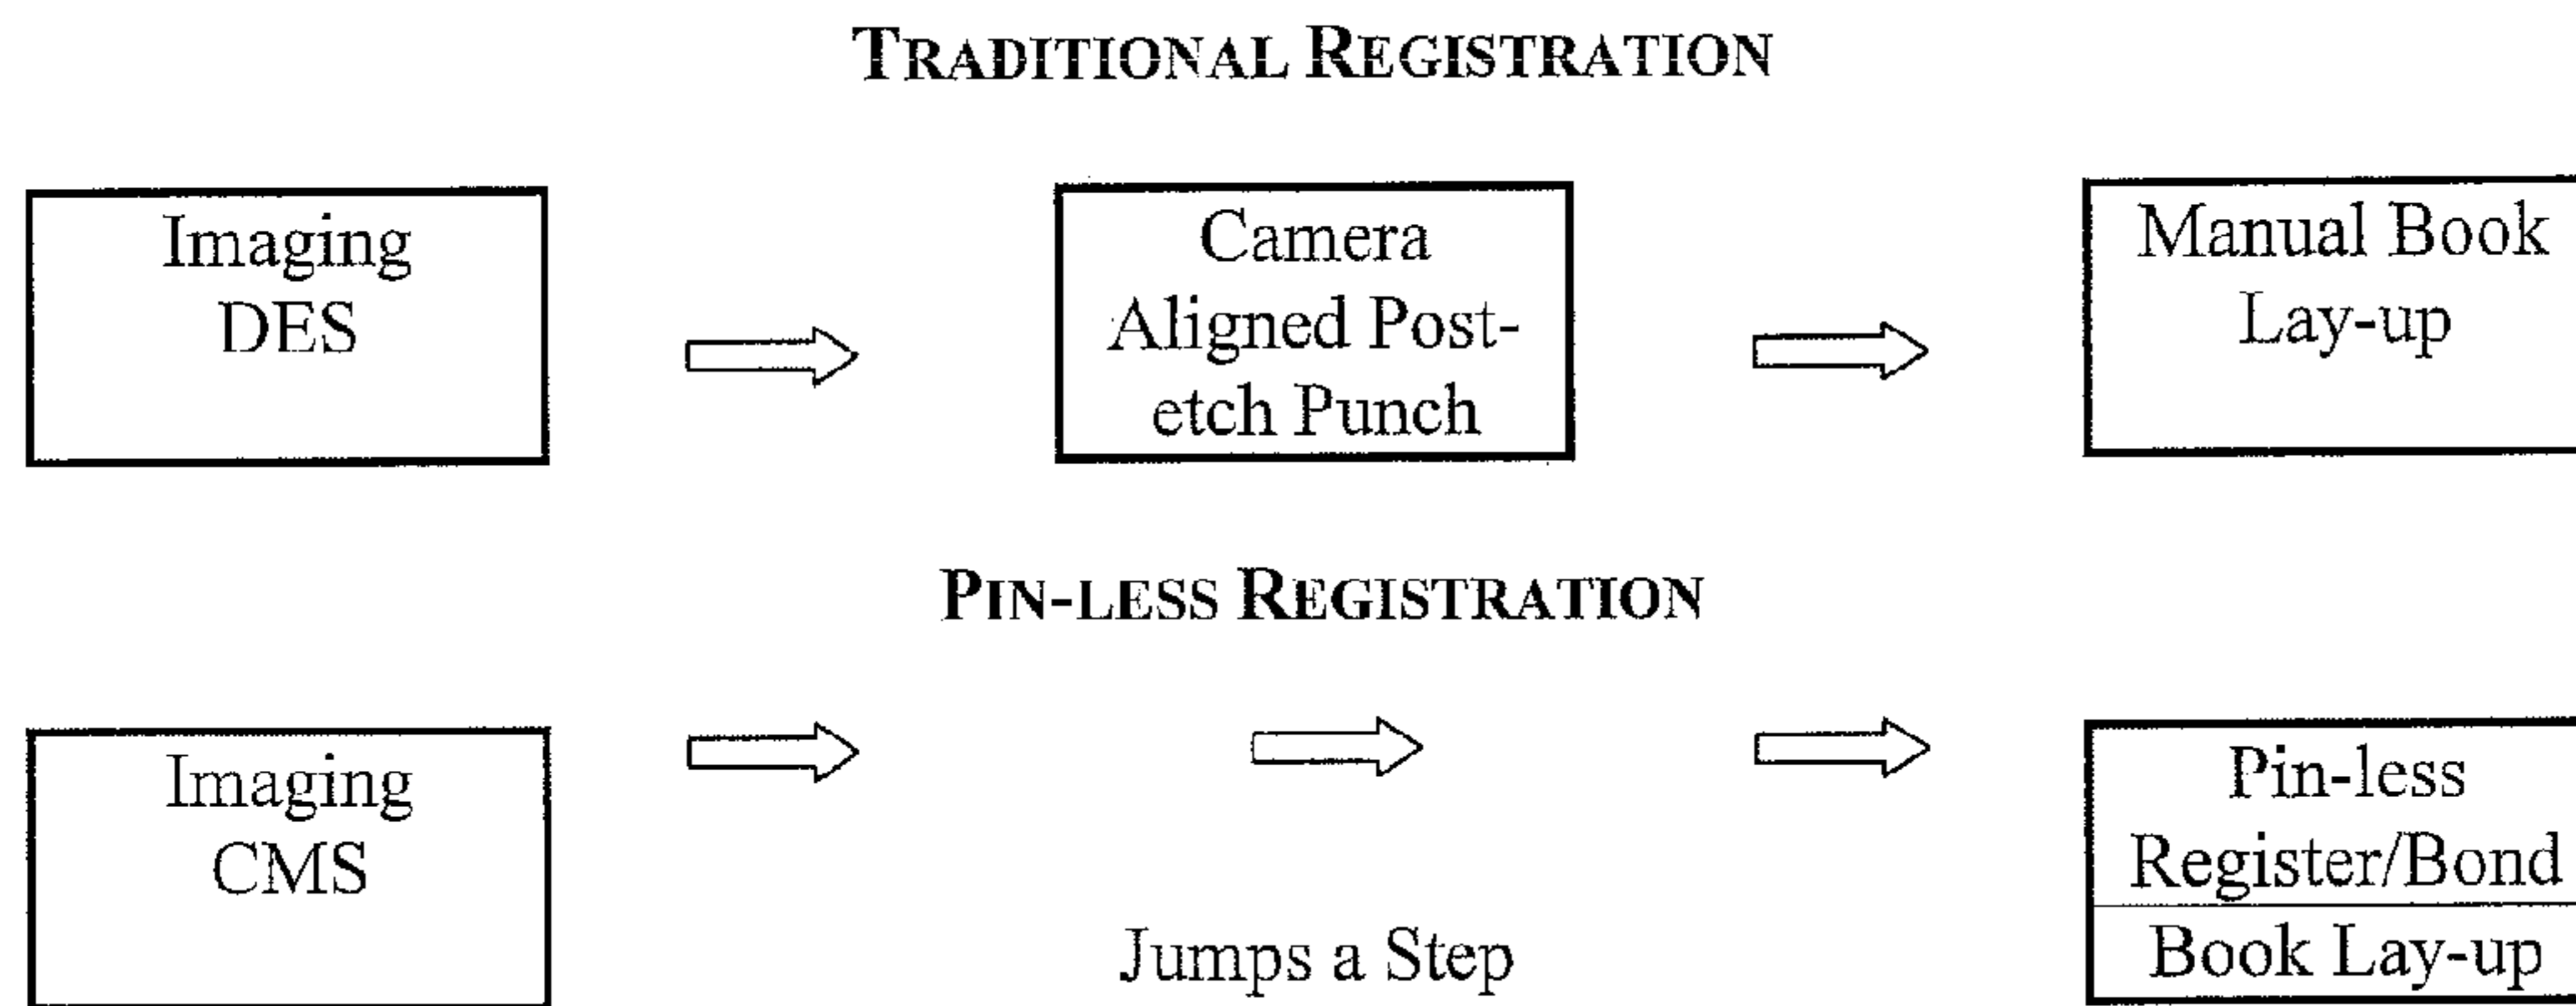 TRADITIONAL REGISTRATION
Imaging
DES
Camera
Aligned Post-
etch Punch
Manual Book
Lay-up
PIN-LESS REGISTRATION
Imaging
CMS
Jumps a Step
Pin-less
Register/Bond
Book Lay-up